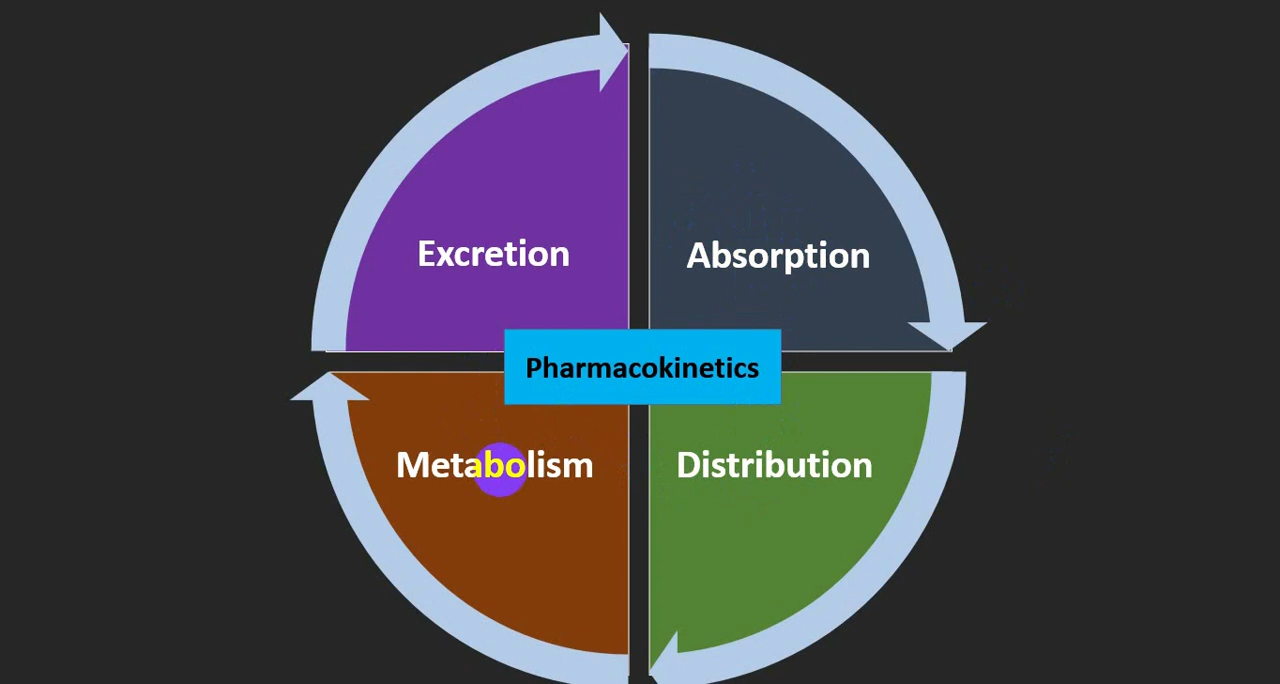 Excretion
Absorption
Pharmacokinetics
Metabolism
Distribution